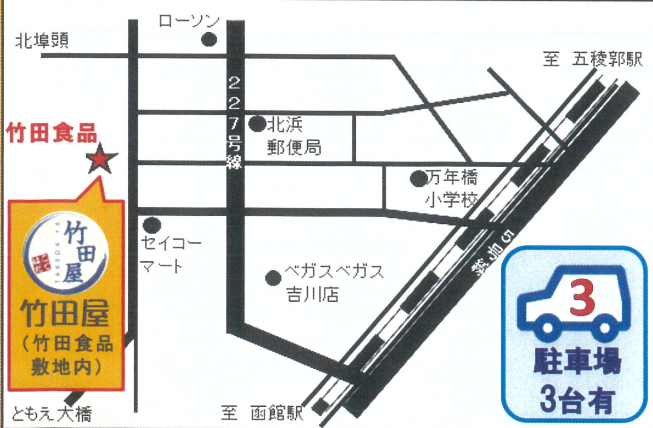 ローソン
北埠頭
至 五稜郭駅
227号線
竹田食品
北浜
郵便局
万年橋
小学校
竹田屋
TAKEDA YA
セイコー
マート
5号線
ベガスベガス
吉川店
竹田屋
(竹田食品
敷地内)
3
駐車場
3台有
ともえ大橋
至 函館駅